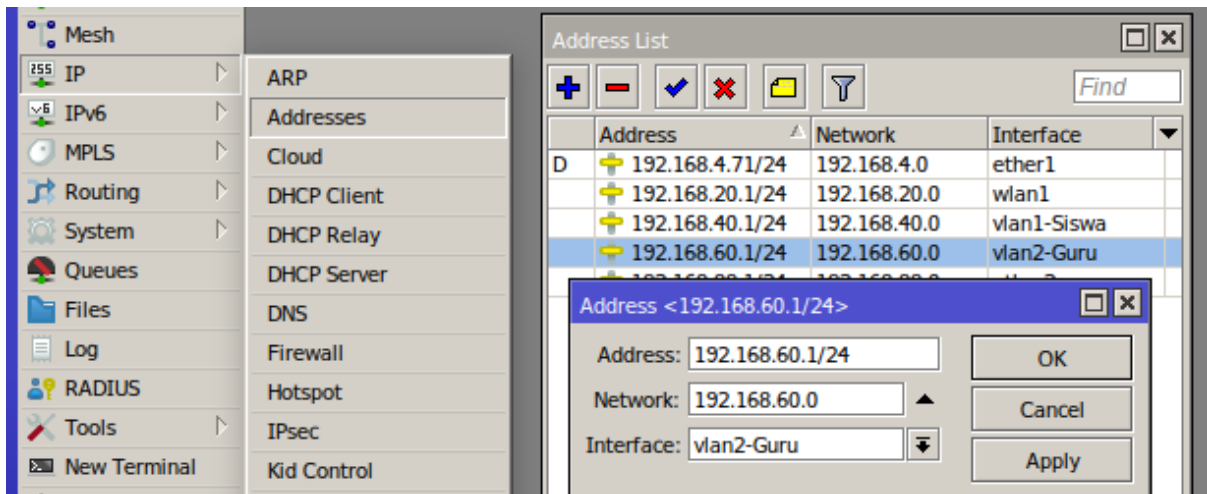 Mesh
IP
IPv6
MPLS
Routing
System
Queues
Files
Log
RADIUS
Tools
New Terminal
ARP
Addresses
Cloud
DHCP Client
DHCP Relay
DHCP Server
DNS
Firewall
Hotspot
IPsec
Kid Control
Address List
Find
Address Network Interface
D 192.168.4.71/24 192.168.4.0 ether1
192.168.20.1/24 192.168.20.0 wlan1
192.168.40.1/24 192.168.40.0 vlan1-Siswa
192.168.60.1/24 192.168.60.0 vlan2-Guru
Address <192.168.60.1/24>
Address: 192.168.60.1/24
Network: 192.168.60.0
Interface: vlan2-Guru
OK
Cancel
Apply